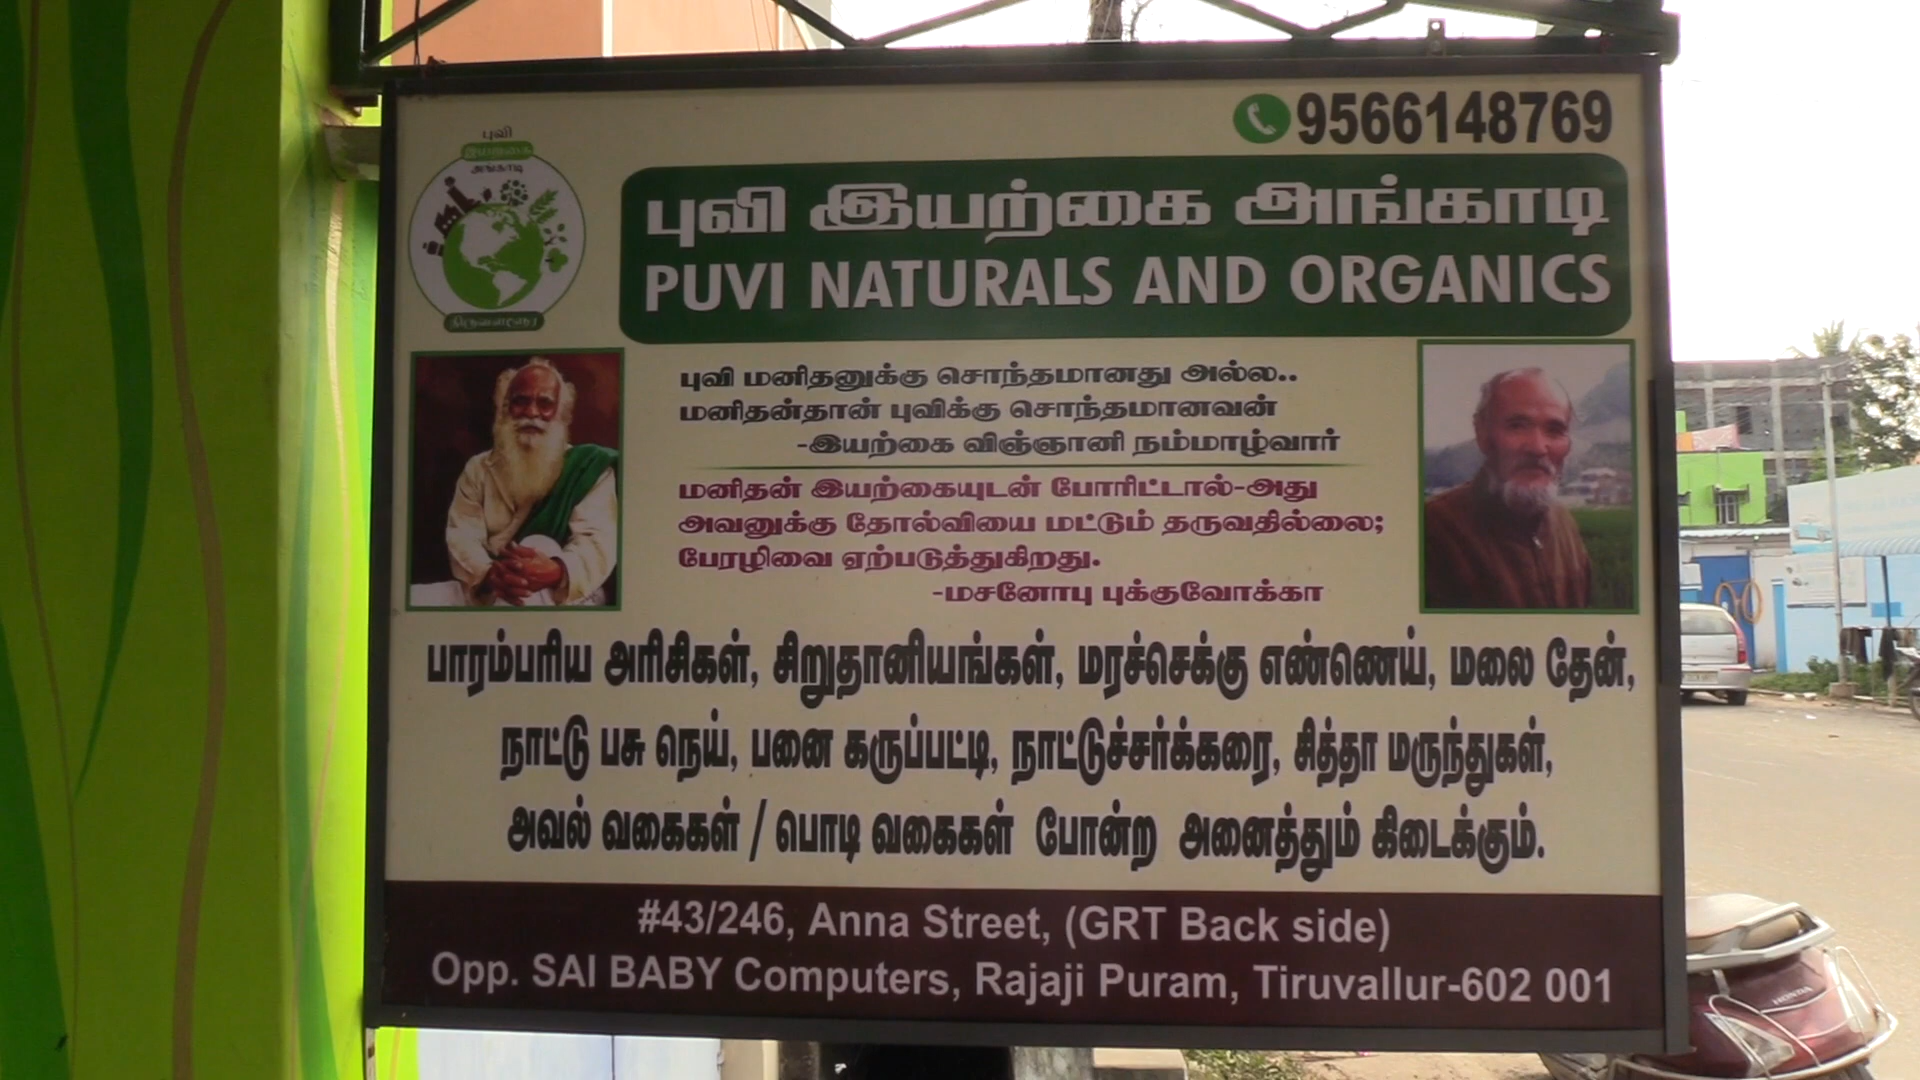 9566148769
புவி
இயற்கை
அங்காடி
புவி இயற்கை அங்காடி
PUVI NATURALS AND ORGANICS
புவி மனிதனுக்கு சொந்தமானது அல்ல..
மனிதன்தான் புவிக்கு சொந்தமானவன்
-இயற்கை விஞ்ஞானி நம்மாழ்வார்
மனிதன் இயற்கையுடன் போரிட்டால்-அது
அவனுக்கு தோல்வியை மட்டும் தருவதில்லை;
பேரழிவை ஏற்படுத்துகிறது.
-மசனோபு புக்குவோக்கா
பாரம்பரிய அரிசிகள், சிறுதானியங்கள், மரச்செக்கு எண்ணெய், மலை தேன்,
நாட்டு பசு நெய், பனை கருப்பட்டி, நாட்டுச்சர்க்கரை, சித்தா மருந்துகள்,
அவல் வகைகள் / பொடி வகைகள் போன்ற அனைத்தும் கிடைக்கும்.
#43/246, Anna Street, (GRT Back side)
Opp. SAI BABY Computers, Rajaji Puram, Tiruvallur-602 001
HONDA